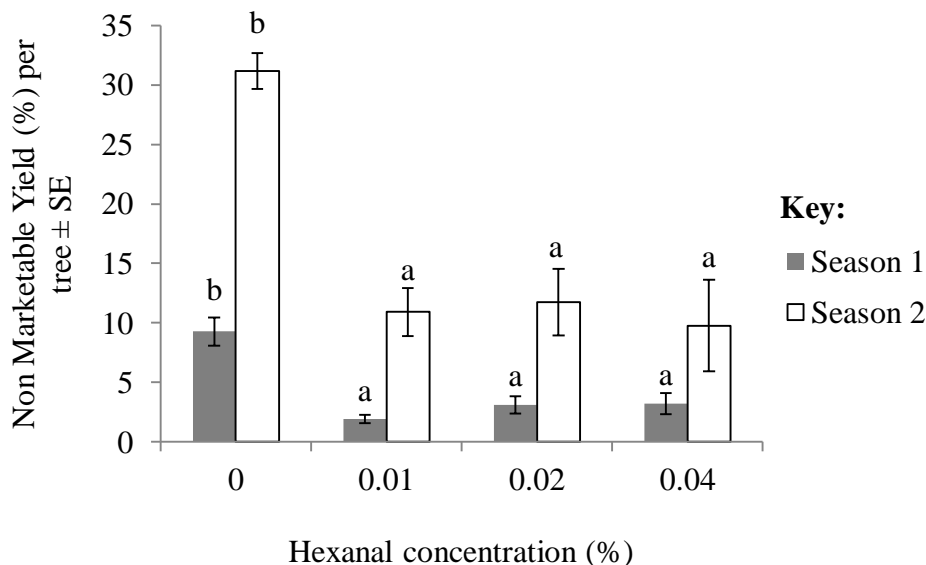 Non Marketable Yield (%) per
tree ± SE
35
30
25
20
15
10
5
0
b
b
a
a
a
a
a
a
0
0.01
0.02
0.04
Hexanal concentration (%)
Key:
Season 1
Season 2